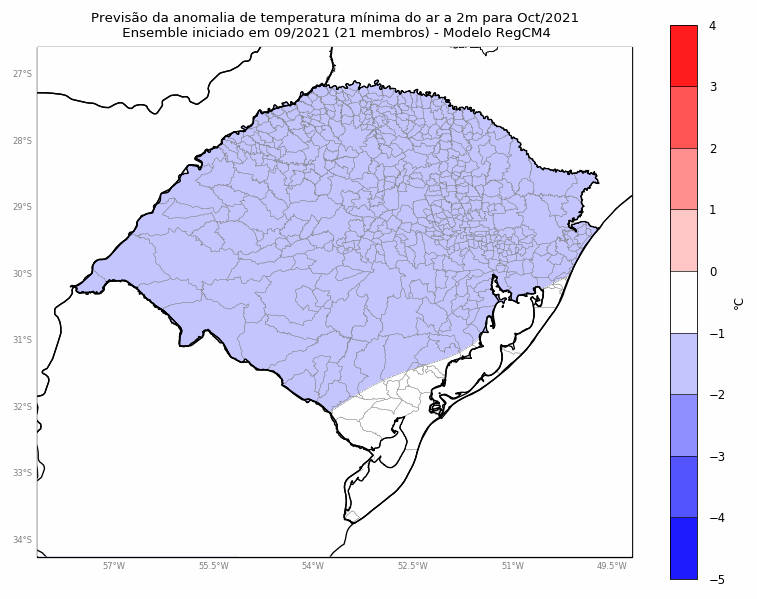 Previsão da anomalia de temperatura mínima do ar a 2m para Oct/2021
Ensemble iniciado em 09/2021 (21 membros) - Modelo RegCM4
27°S
28°S
29°S
30°S
31°S
32°S
33°S
34°S
57°W
55.5°W
54°W
52.5°W
51°W
49.5°W
4
3
2
1
0
−1
−2
−3
−4
−5
°C